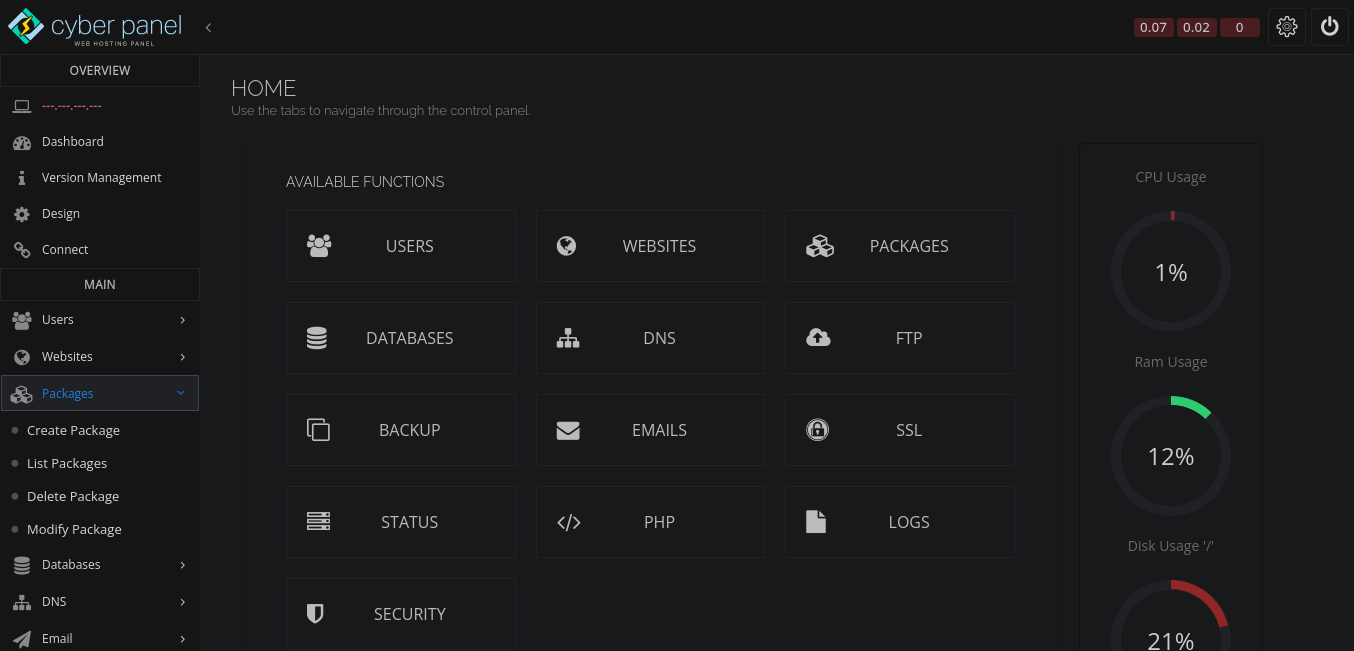 cyber panel
WEB HOSTING PANEL
0.07 0.02 0
OVERVIEW
---.---.---.---
Dashboard
Version Management
Design
Connect
MAIN
Users
Websites
Packages
Create Package
List Packages
Delete Package
Modify Package
Databases
DNS
Email
HOME
Use the tabs to navigate through the control panel.
AVAILABLE FUNCTIONS
USERS
WEBSITES
PACKAGES
DATABASES
DNS
FTP
BACKUP
EMAILS
SSL
STATUS
PHP
LOGS
SECURITY
CPU Usage
1%
Ram Usage
12%
Disk Usage '/'
21%